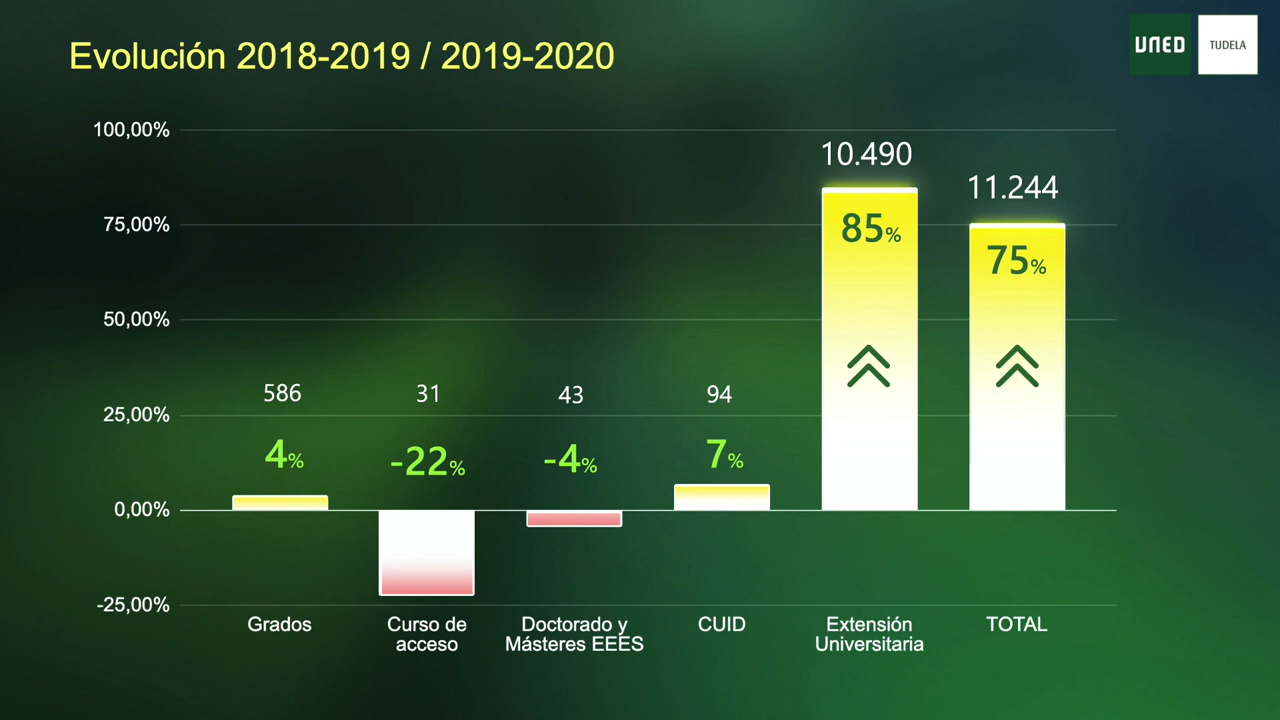 Evolución 2018-2019 / 2019-2020
UNED
TUDELA
100,00%
75,00%
50,00%
25,00%
0,00%
-25,00%
586
31
43
94
10.490
11.244
4%
-22%
-4%
7%
85%
75%
Grados
Curso de
acceso
Doctorado y
Másteres EEES
CUID
Extensión
Universitaria
TOTAL